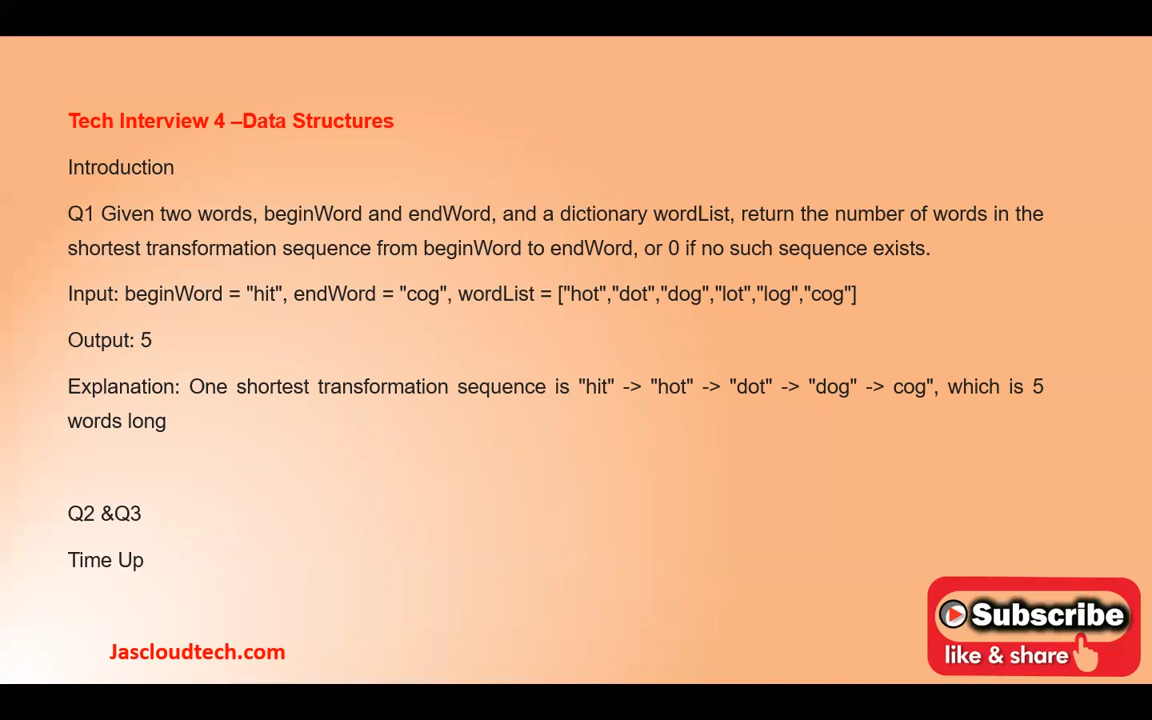 Tech Interview 4 –Data Structures
Introduction
Q1 Given two words, beginWord and endWord, and a dictionary wordList, return the number of words in the
shortest transformation sequence from beginWord to endWord, or 0 if no such sequence exists.
Input: beginWord = "hit", endWord = "cog", wordList = ["hot","dot","dog","lot","log","cog"]
Output: 5
Explanation: One shortest transformation sequence is "hit" -> "hot" -> "dot" -> "dog" -> cog", which is 5
words long
Q2 &Q3
Time Up
Subscribe
like & share
Jascloudtech.com